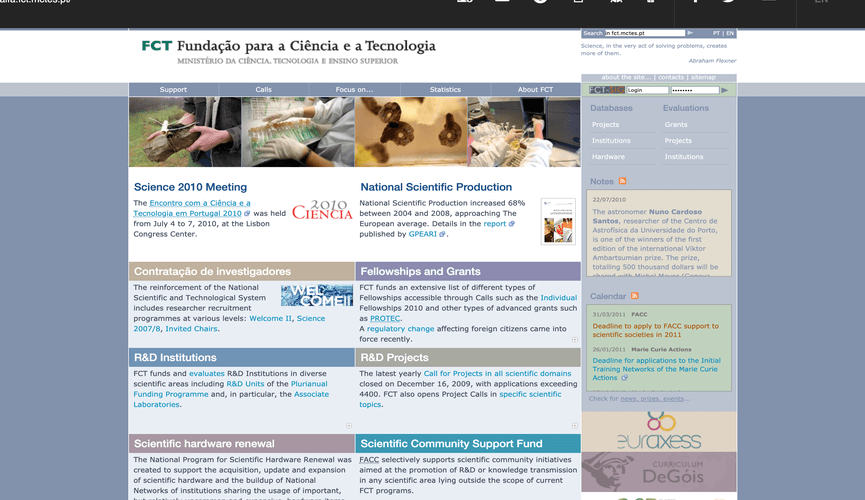 EN
FCT Fundação para a Ciência e a Tecnologia
MINISTÉRIO DA CIÊNCIA, TECNOLOGIA E ENSINO SUPERIOR
Search in fct.mctes.pt PT | EN
Science, in the very act of solving problems, creates
more of them.
Abraham Flexner
about the site... | contacts | sitemap
Support Calls Focus on... Statistics About FCT
Login
Databases Evaluations
Projects Grants
Institutions Projects
Hardware Institutions
Science 2010 Meeting
The Encontro com a Ciência e a
Tecnologia em Portugal 2010 was held
from July 4 to 7, 2010, at the Lisbon
Congress Center.
2010
CIÊNCIA
National Scientific Production
National Scientific Production increased 68%
between 2004 and 2008, approaching The
European average. Details in the report
published by GPEARI.
Notes
22/07/2010
The astronomer Nuno Cardoso
Santos, researcher of the Centro de
Astrofísica da Universidade do Porto,
is one of the winners of the first
edition of the international Viktor
Ambartsumian prize. The prize,
totalling 500 thousand dollars will be
Contratação de investigadores
The reinforcement of the National
Scientific and Technological System
includes researcher recruitment
programmes at various levels: Welcome II, Science
2007/8, Invited Chairs.
WELCOME II
Fellowships and Grants
FCT funds an extensive list of different types of
Fellowships accessible through Calls such as the Individual
Fellowships 2010 and other types of advanced grants such
as PROTEC.
A regulatory change affecting foreign citizens came into
force recently.
Calendar
31/03/2011 FACC
Deadline to apply to FACC support to
scientific societies in 2011
26/01/2011 Marie Curie Actions
Deadline for applications to the Initial
Training Networks of the Marie Curie
Actions
Check for news, prizes, events...
R&D Institutions
FCT funds and evaluates R&D Institutions in diverse
scientific areas including R&D Units of the Plurianual
Funding Programme and, in particular, the Associate
Laboratories.
R&D Projects
The latest yearly Call for Projects in all scientific domains
closed on December 16, 2009, with applications exceeding
4400. FCT also opens Project Calls in specific scientific
topics.
euraxess
CURRICULUM
DeGóis
Scientific hardware renewal
The National Program for Scientific Hardware Renewal was
created to support the acquisition, update and expansion
of scientific hardware and the buildup of National
Networks of institutions sharing the usage of important,
Scientific Community Support Fund
FACC selectively supports scientific community initiatives
aimed at the promotion of R&D or knowledge transmission
in any scientific area lying outside the scope of current
FCT programs.